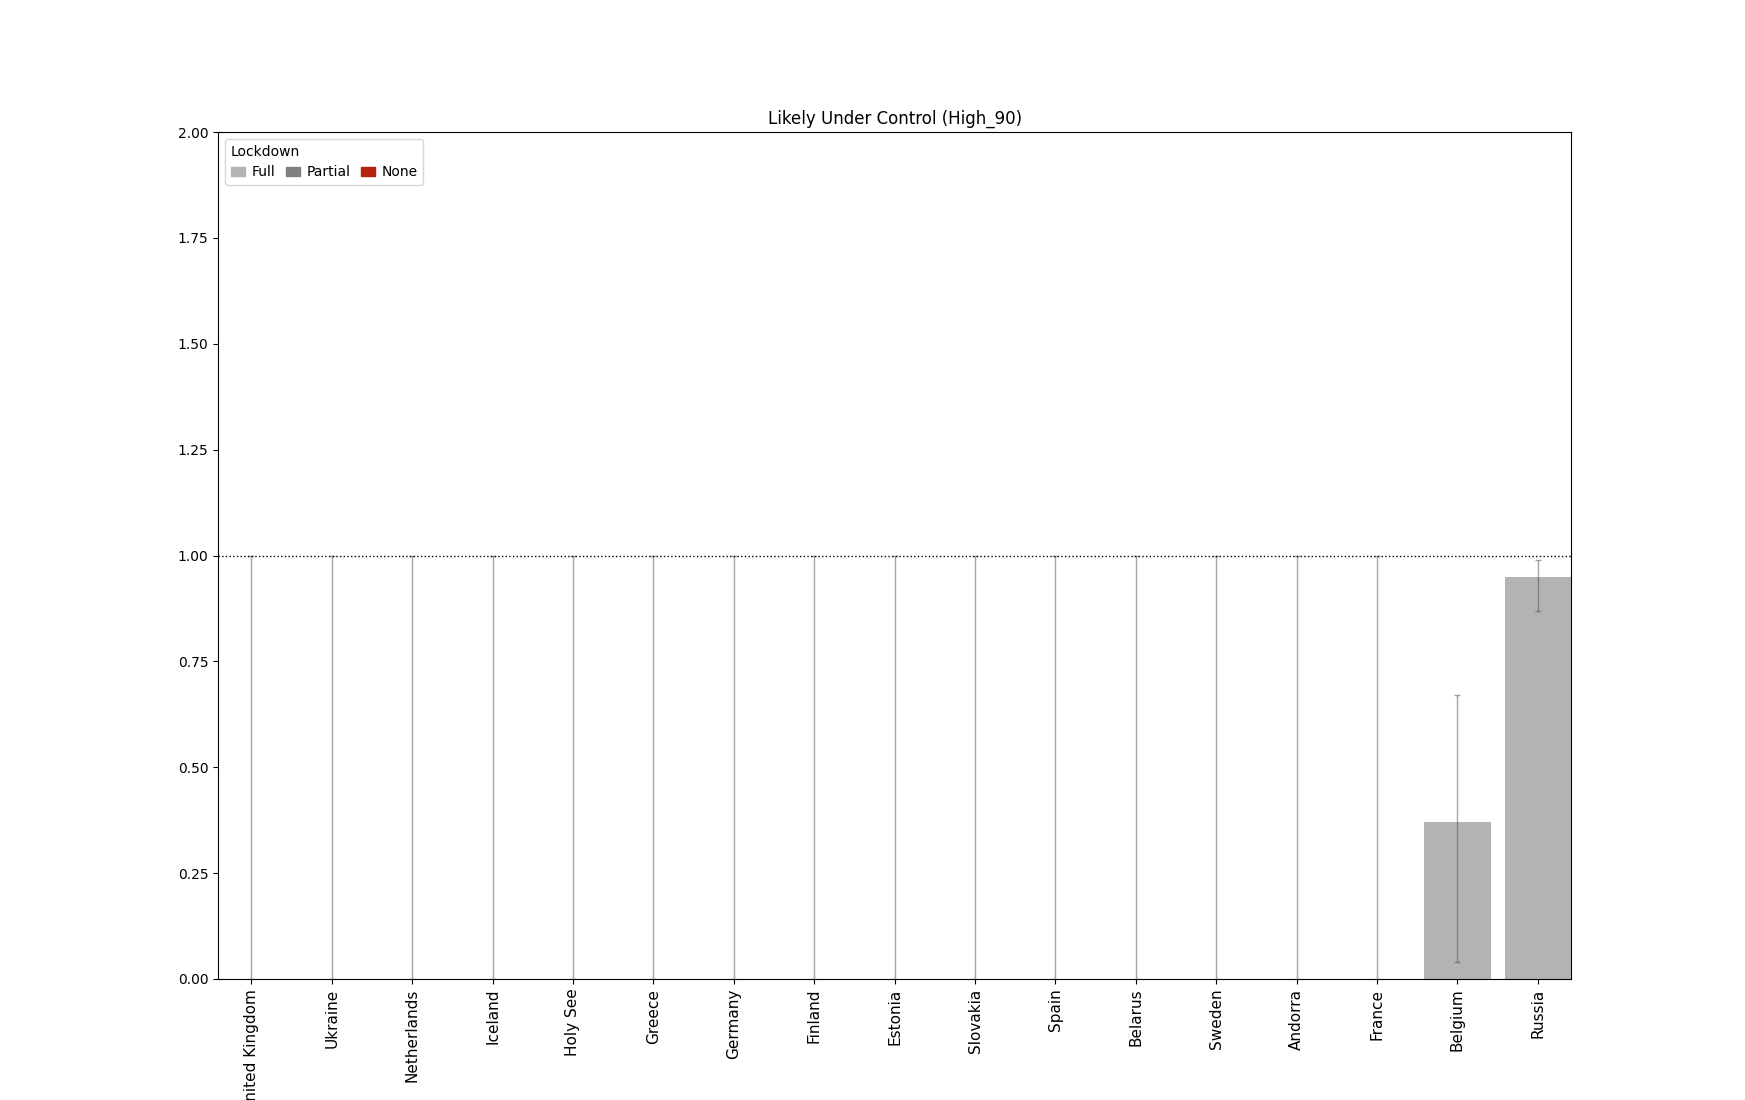 Likely Under Control (High_90)
2.00
Lockdown
Full Partial None
1.75
1.50
1.25
1.00
0.75
0.50
0.25
0.00
nited Kingdom
Ukraine
Netherlands
Iceland
Holy See
Greece
Germany
Finland
Estonia
Slovakia
Spain
Belarus
Sweden
Andorra
France
Belgium
Russia